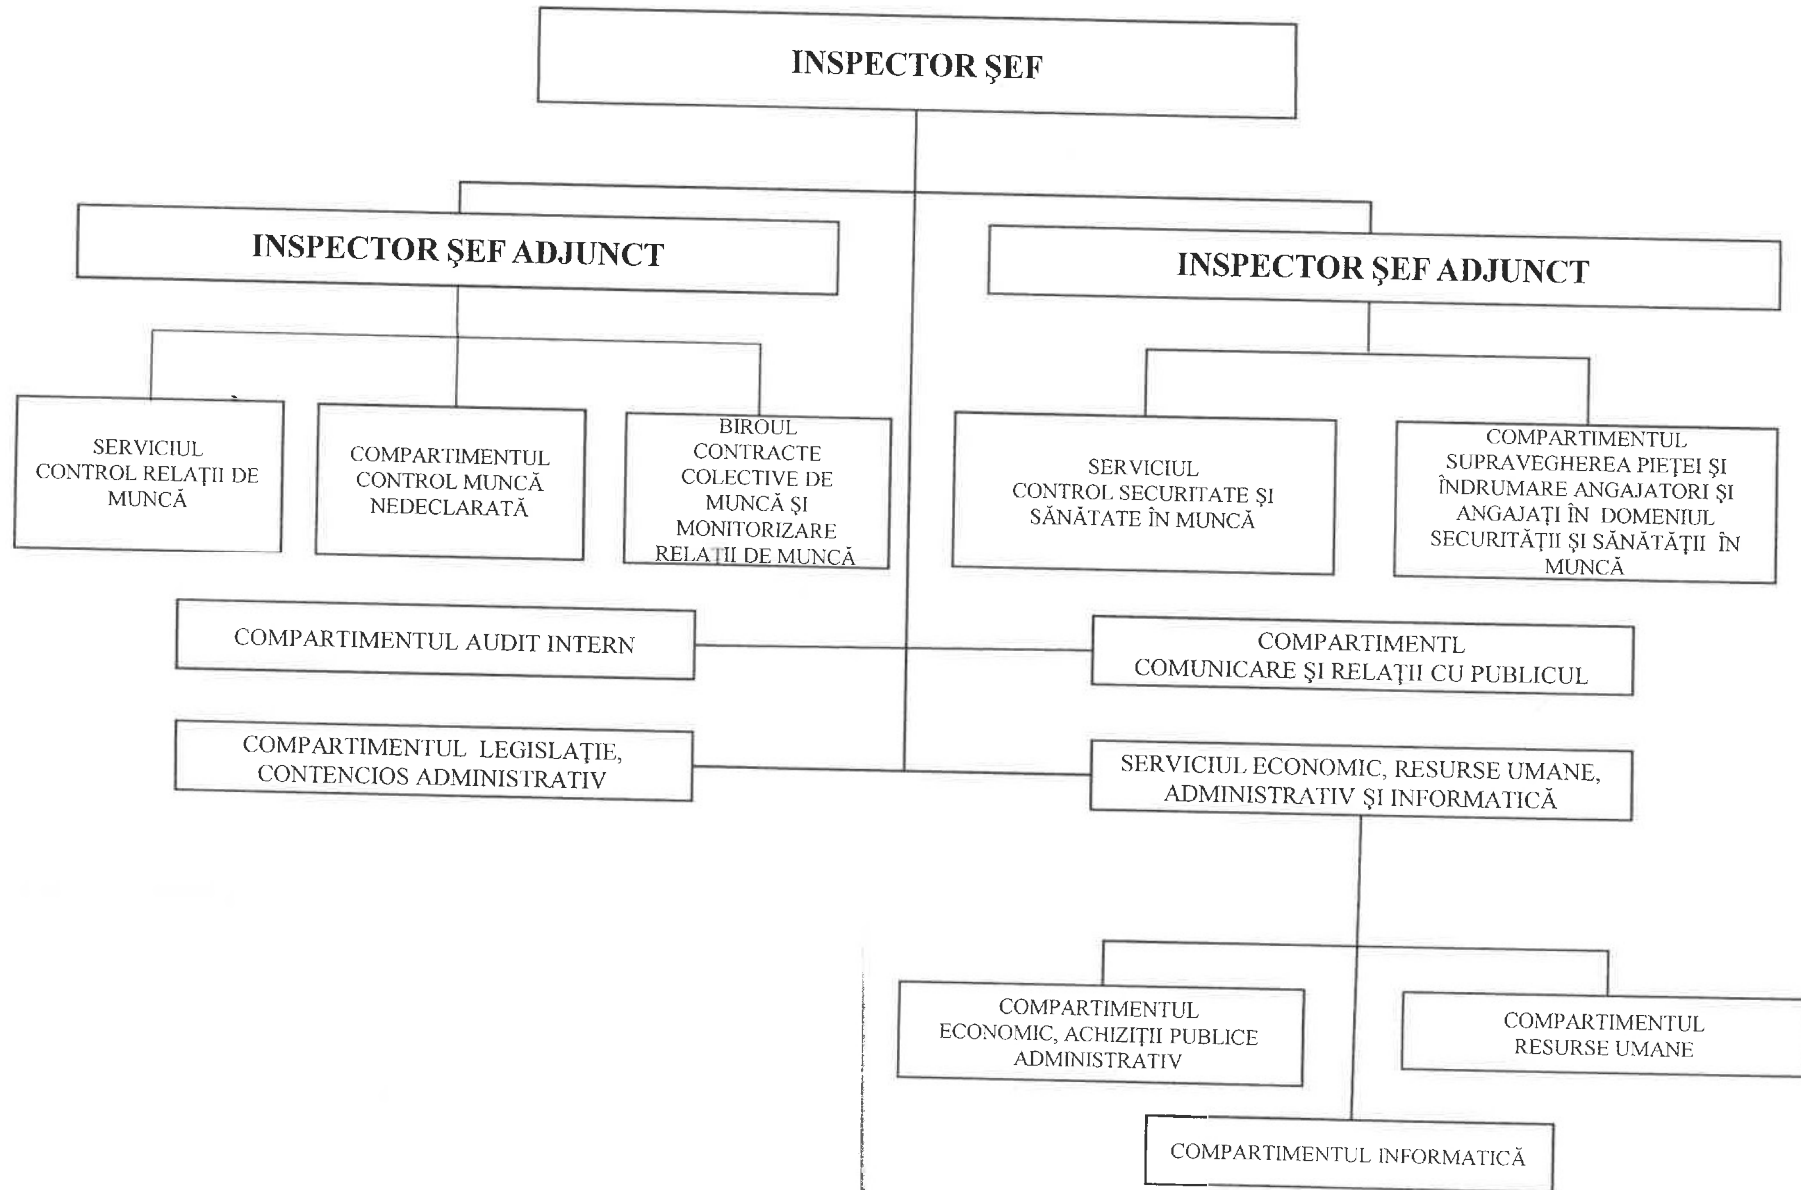 INSPECTOR ŞEF
INSPECTOR ŞEF ADJUNCT
INSPECTOR ŞEF ADJUNCT
SERVICIUL
CONTROL RELAŢII DE
MUNCĂ
COMPARTIMENTUL
CONTROL MUNCĂ
NEDECLARATĂ
BIROUL
CONTRACTE
COLECTIVE DE
MUNCĂ ŞI
MONITORIZARE
RELAŢII DE MUNCĂ
SERVICIUL
CONTROL SECURITATE ŞI
SĂNĂTATE ÎN MUNCĂ
COMPARTIMENTUL
SUPRAVEGHEREA PIEŢEI ŞI
ÎNDRUMARE ANGAJATORI ŞI
ANGAJAŢI ÎN DOMENIUL
SECURITĂŢII ŞI SĂNĂTĂŢII ÎN
MUNCĂ
COMPARTIMENTUL AUDIT INTERN
COMPARTIMENTL
COMUNICARE ŞI RELAŢII CU PUBLICUL
COMPARTIMENTUL LEGISLAŢIE,
CONTENCIOS ADMINISTRATIV
SERVICIUL ECONOMIC, RESURSE UMANE,
ADMINISTRATIV ŞI INFORMATICĂ
COMPARTIMENTUL
ECONOMIC, ACHIZIŢII PUBLICE
ADMINISTRATIV
COMPARTIMENTUL
RESURSE UMANE
COMPARTIMENTUL INFORMATICĂ